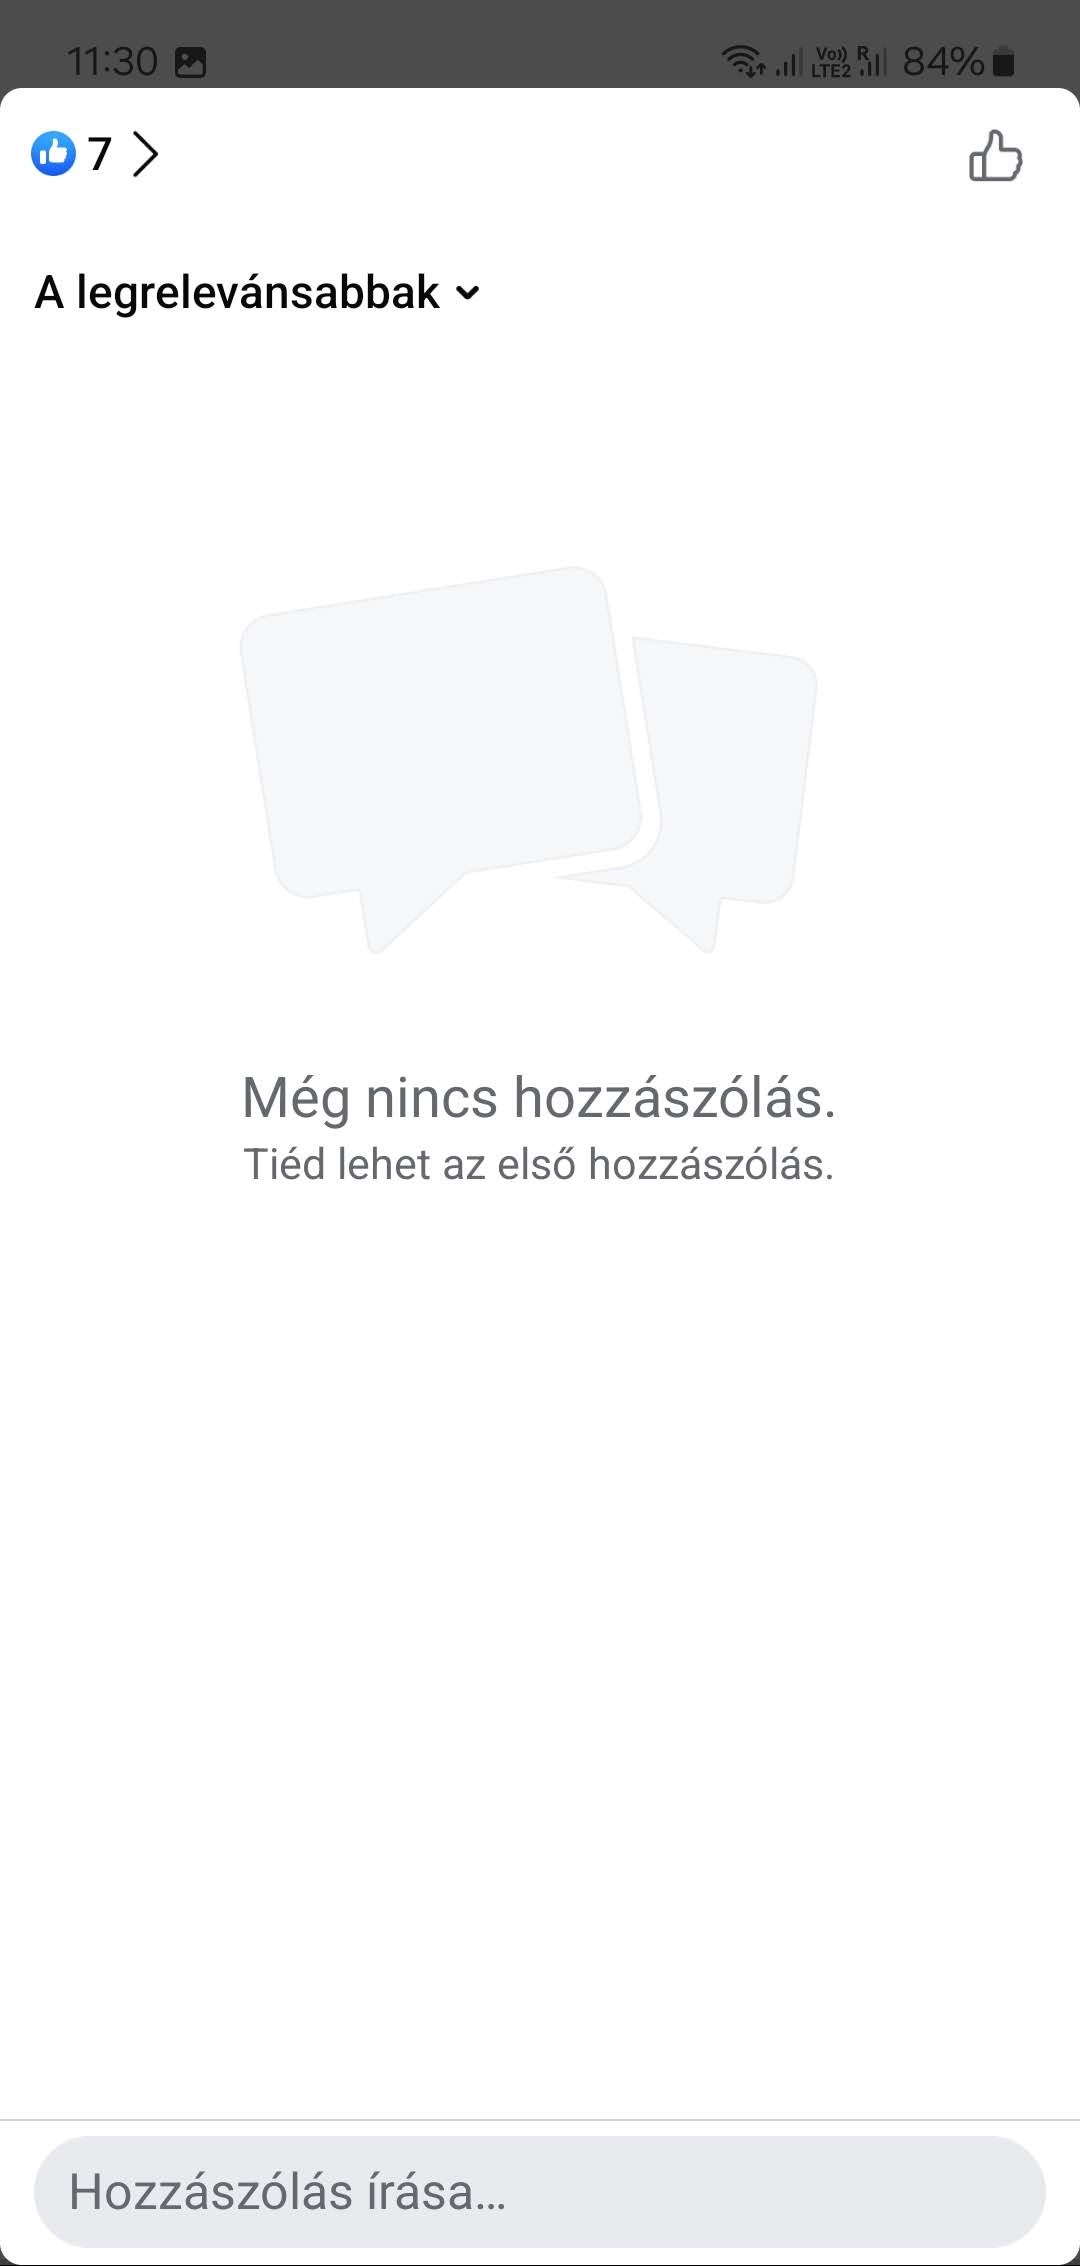 11:30
Vo)) R
LTE2
84%
7
A legrelevánsabbak
Még nincs hozzászólás.
Tiéd lehet az első hozzászólás.
Hozzászólás írása...